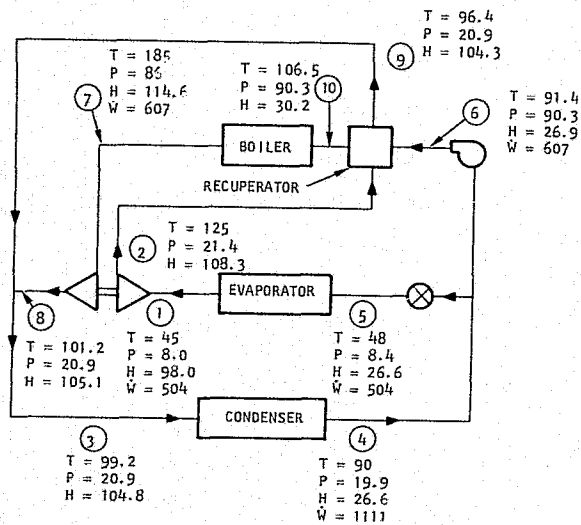 T = 96.4
P = 20.9
H = 104.3
9
T = 185
P = 86
H = 114.6
Ẇ = 607
7
T = 106.5
P = 90.3
H = 30.2
10
6
T = 91.4
P = 90.3
H = 26.9
Ẇ = 607
BOILER
RECUPERATOR
2
T = 125
P = 21.4
H = 108.3
EVAPORATOR
8
T = 101.2
P = 20.9
H = 105.1
1
T = 45
P = 8.0
H = 98.0
Ẇ = 504
5
T = 48
P = 8.4
H = 26.6
Ẇ = 504
CONDENSER
3
T = 99.2
P = 20.9
H = 104.8
4
T = 90
P = 19.9
H = 26.6
Ẇ = 1111